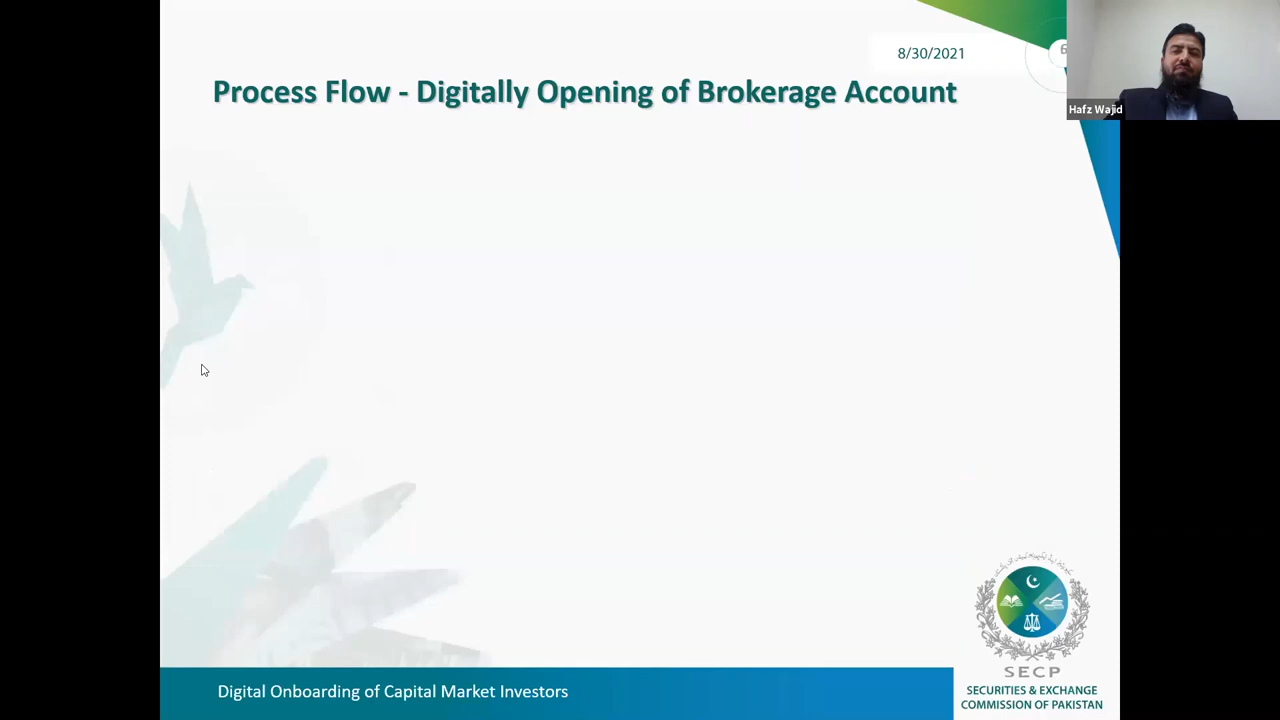 8/30/2021
Process Flow - Digitally Opening of Brokerage Account
Hafz Wajid
SECP
SECURITIES & EXCHANGE
COMMISSION OF PAKISTAN
Digital Onboarding of Capital Market Investors